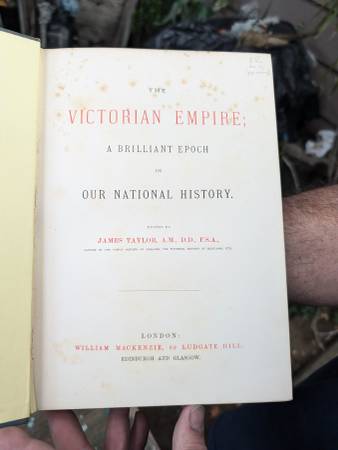 THE
VICTORIAN EMPIRE;
A BRILLIANT EPOCH
IN
OUR NATIONAL HISTORY.
EDITED BY
JAMES TAYLOR, A.M., D.D., F.S.A.,
LONDON:
WILLIAM MACKENZIE, 69 LUDGATE HILL.
EDINBURGH AND GLASGOW.